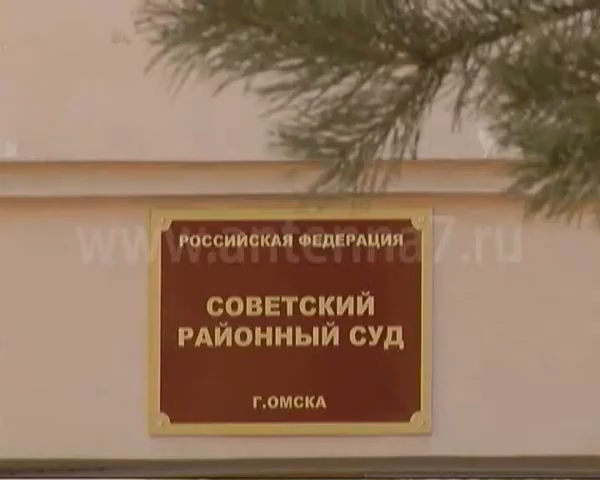 РОССИЙСКАЯ ФЕДЕРАЦИЯ
www.antenna7.ru
СОВЕТСКИЙ
РАЙОННЫЙ СУД
Г.ОМСКА